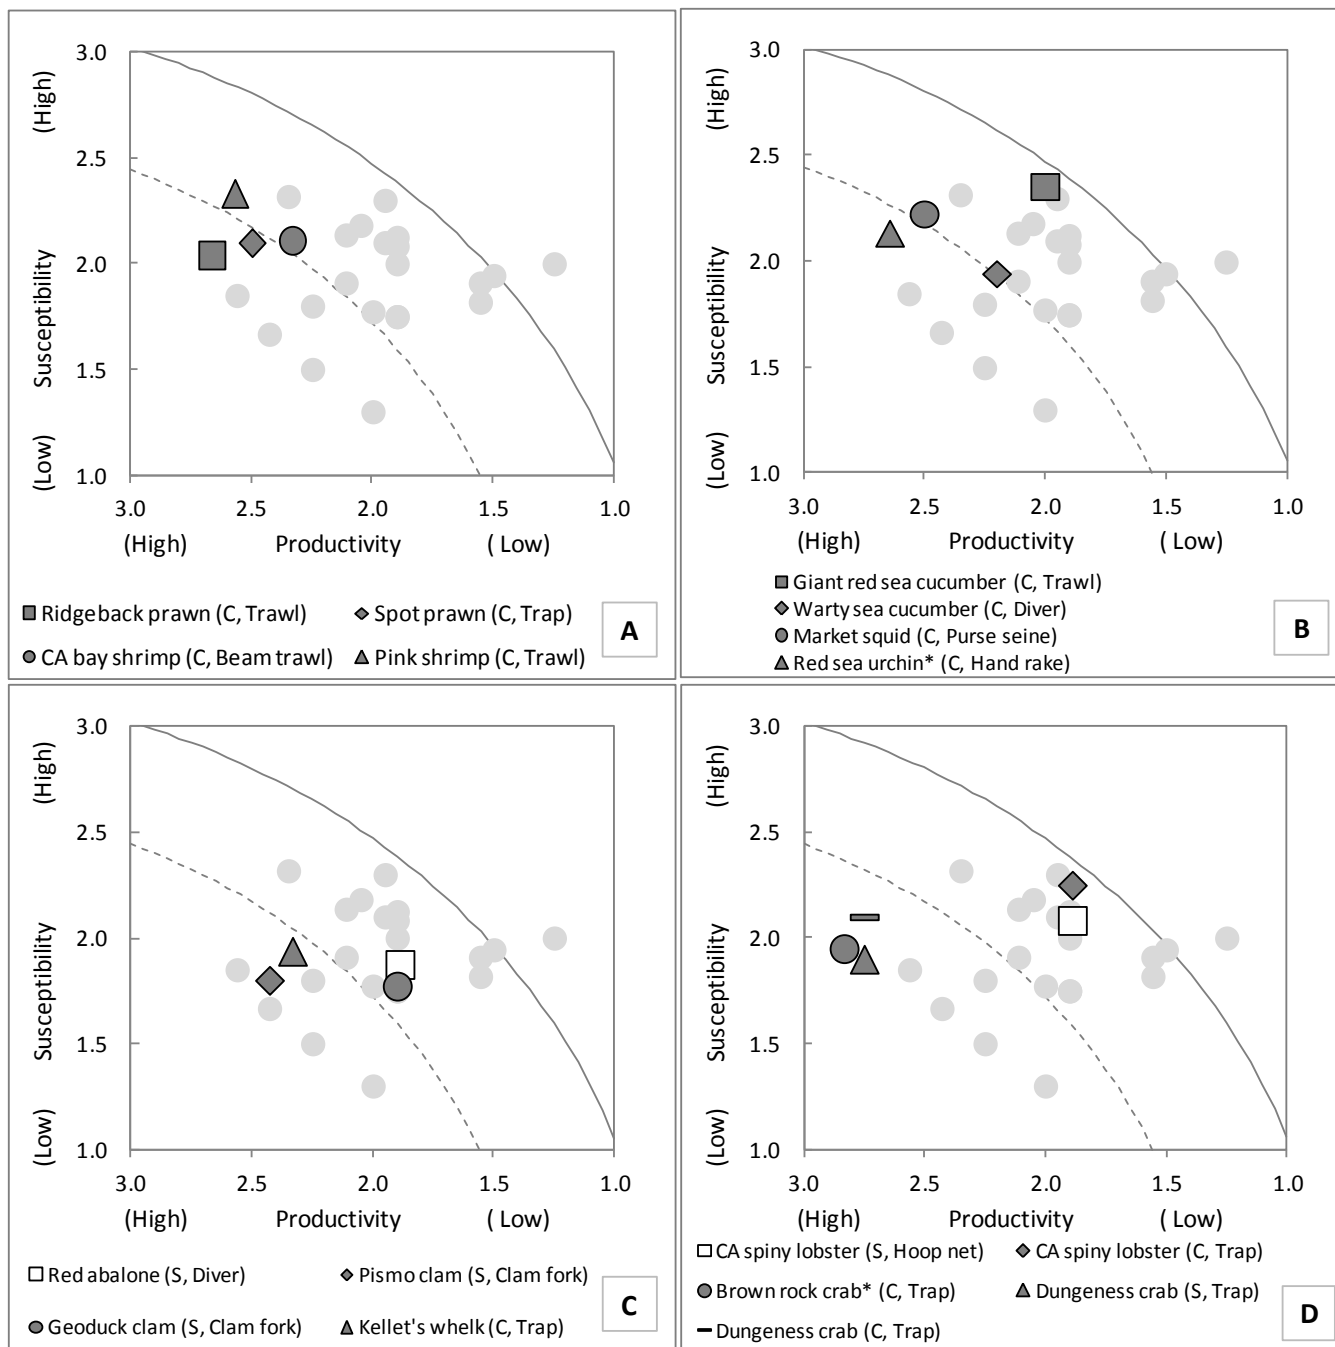 3.0
2.5
2.0
1.5
1.0
(High)
Susceptibility
(Low)
3.0 2.5 2.0 1.5 1.0
(High) Productivity ( Low)
Ridgeback prawn (C, Trawl) Spot prawn (C, Trap)
CA bay shrimp (C, Beam trawl) Pink shrimp (C, Trawl)
A
3.0
2.5
2.0
1.5
1.0
(High)
Susceptibility
(Low)
3.0 2.5 2.0 1.5 1.0
(High) Productivity ( Low)
Giant red sea cucumber (C, Trawl)
Warty sea cucumber (C, Diver)
Market squid (C, Purse seine)
Red sea urchin* (C, Hand rake)
B
3.0
2.5
2.0
1.5
1.0
(High)
Susceptibility
(Low)
3.0 2.5 2.0 1.5 1.0
(High) Productivity ( Low)
Red abalone (S, Diver) Pismo clam (S, Clam fork)
Geoduck clam (S, Clam fork) Kellet's whelk (C, Trap)
C
3.0
2.5
2.0
1.5
1.0
(High)
Susceptibility
(Low)
3.0 2.5 2.0 1.5 1.0
(High) Productivity ( Low)
CA spiny lobster (S, Hoop net) CA spiny lobster (C, Trap)
Brown rock crab* (C, Trap) Dungeness crab (S, Trap)
Dungeness crab (C, Trap)
D